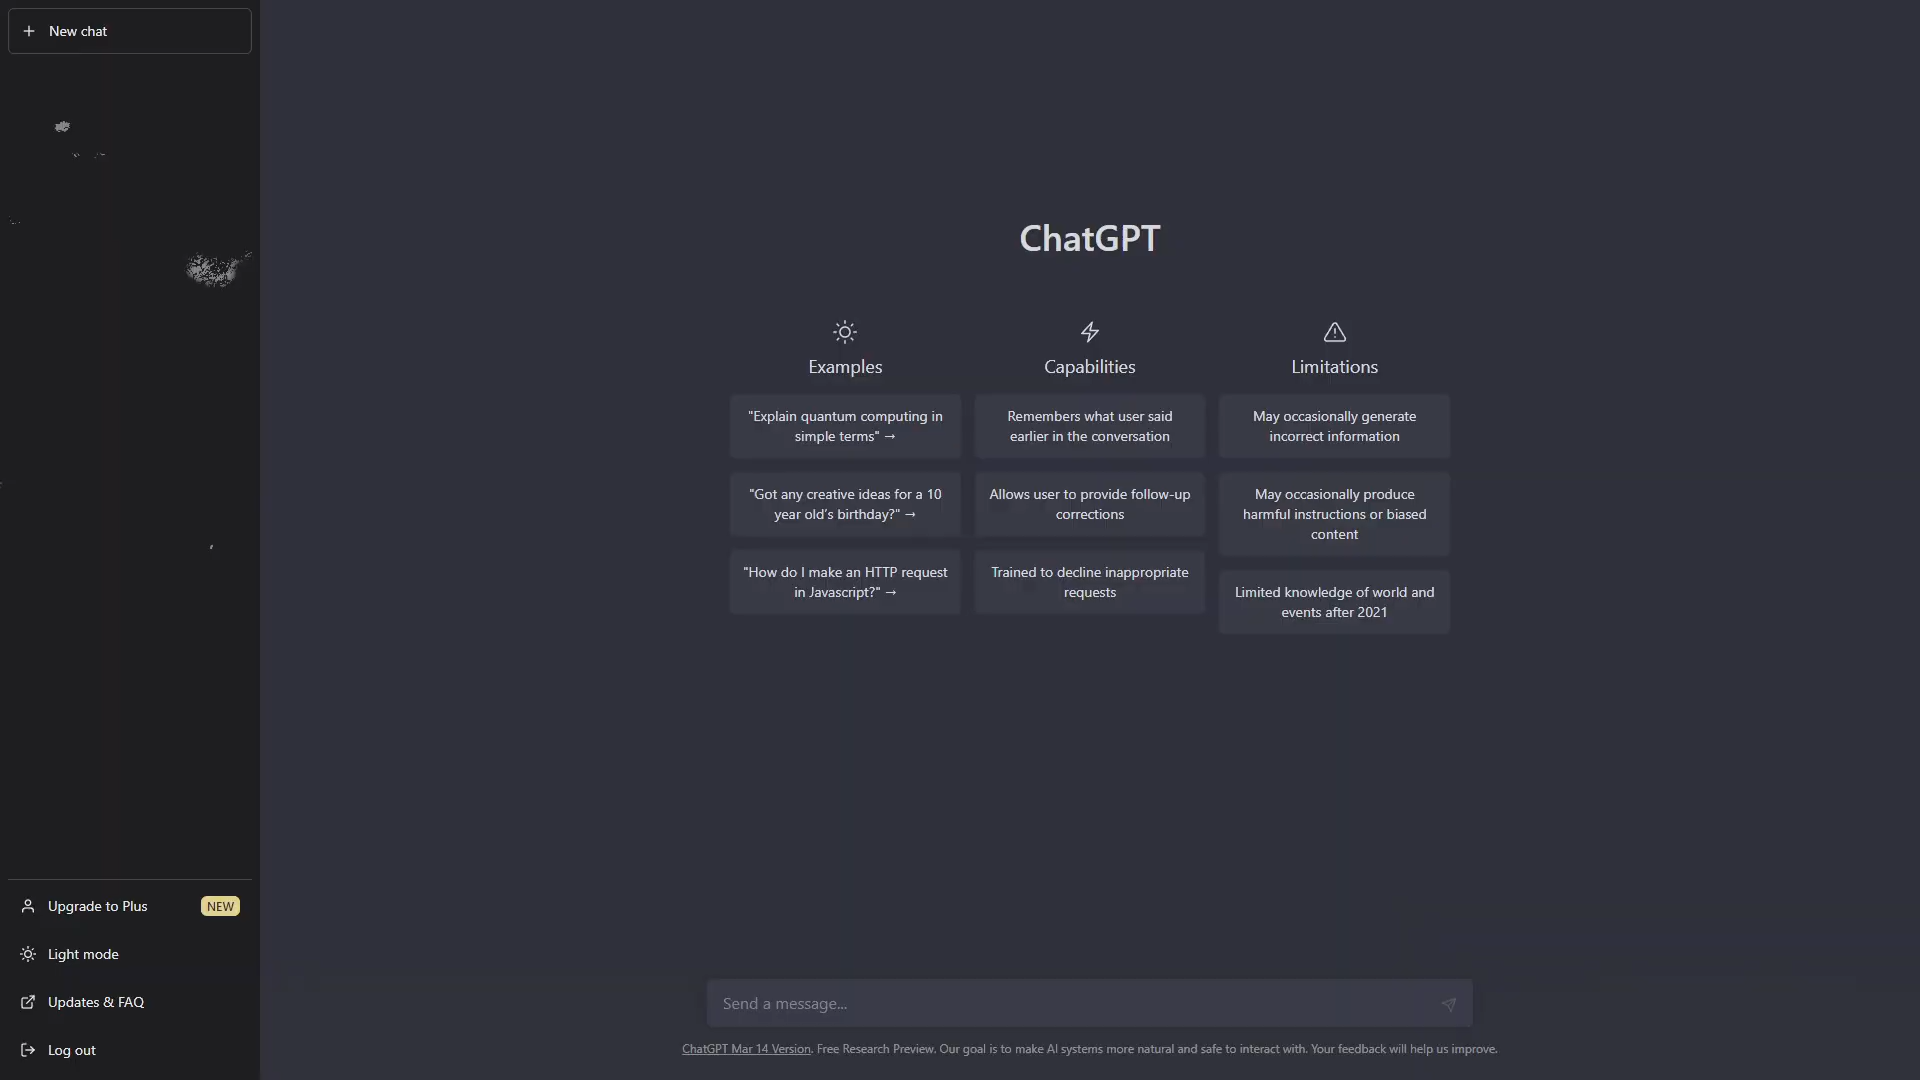 New chat
ChatGPT
Examples
"Explain quantum computing in
simple terms" →
"Got any creative ideas for a 10
year old's birthday?" →
"How do I make an HTTP request
in Javascript?" →
Capabilities
Remembers what user said
earlier in the conversation
Allows user to provide follow-up
corrections
Trained to decline inappropriate
requests
Limitations
May occasionally generate
incorrect information
May occasionally produce
harmful instructions or biased
content
Limited knowledge of world and
events after 2021
Upgrade to Plus NEW
Light mode
Updates & FAQ
Log out
Send a message...
ChatGPT Mar 14 Version. Free Research Preview. Our goal is to make AI systems more natural and safe to interact with. Your feedback will help us improve.